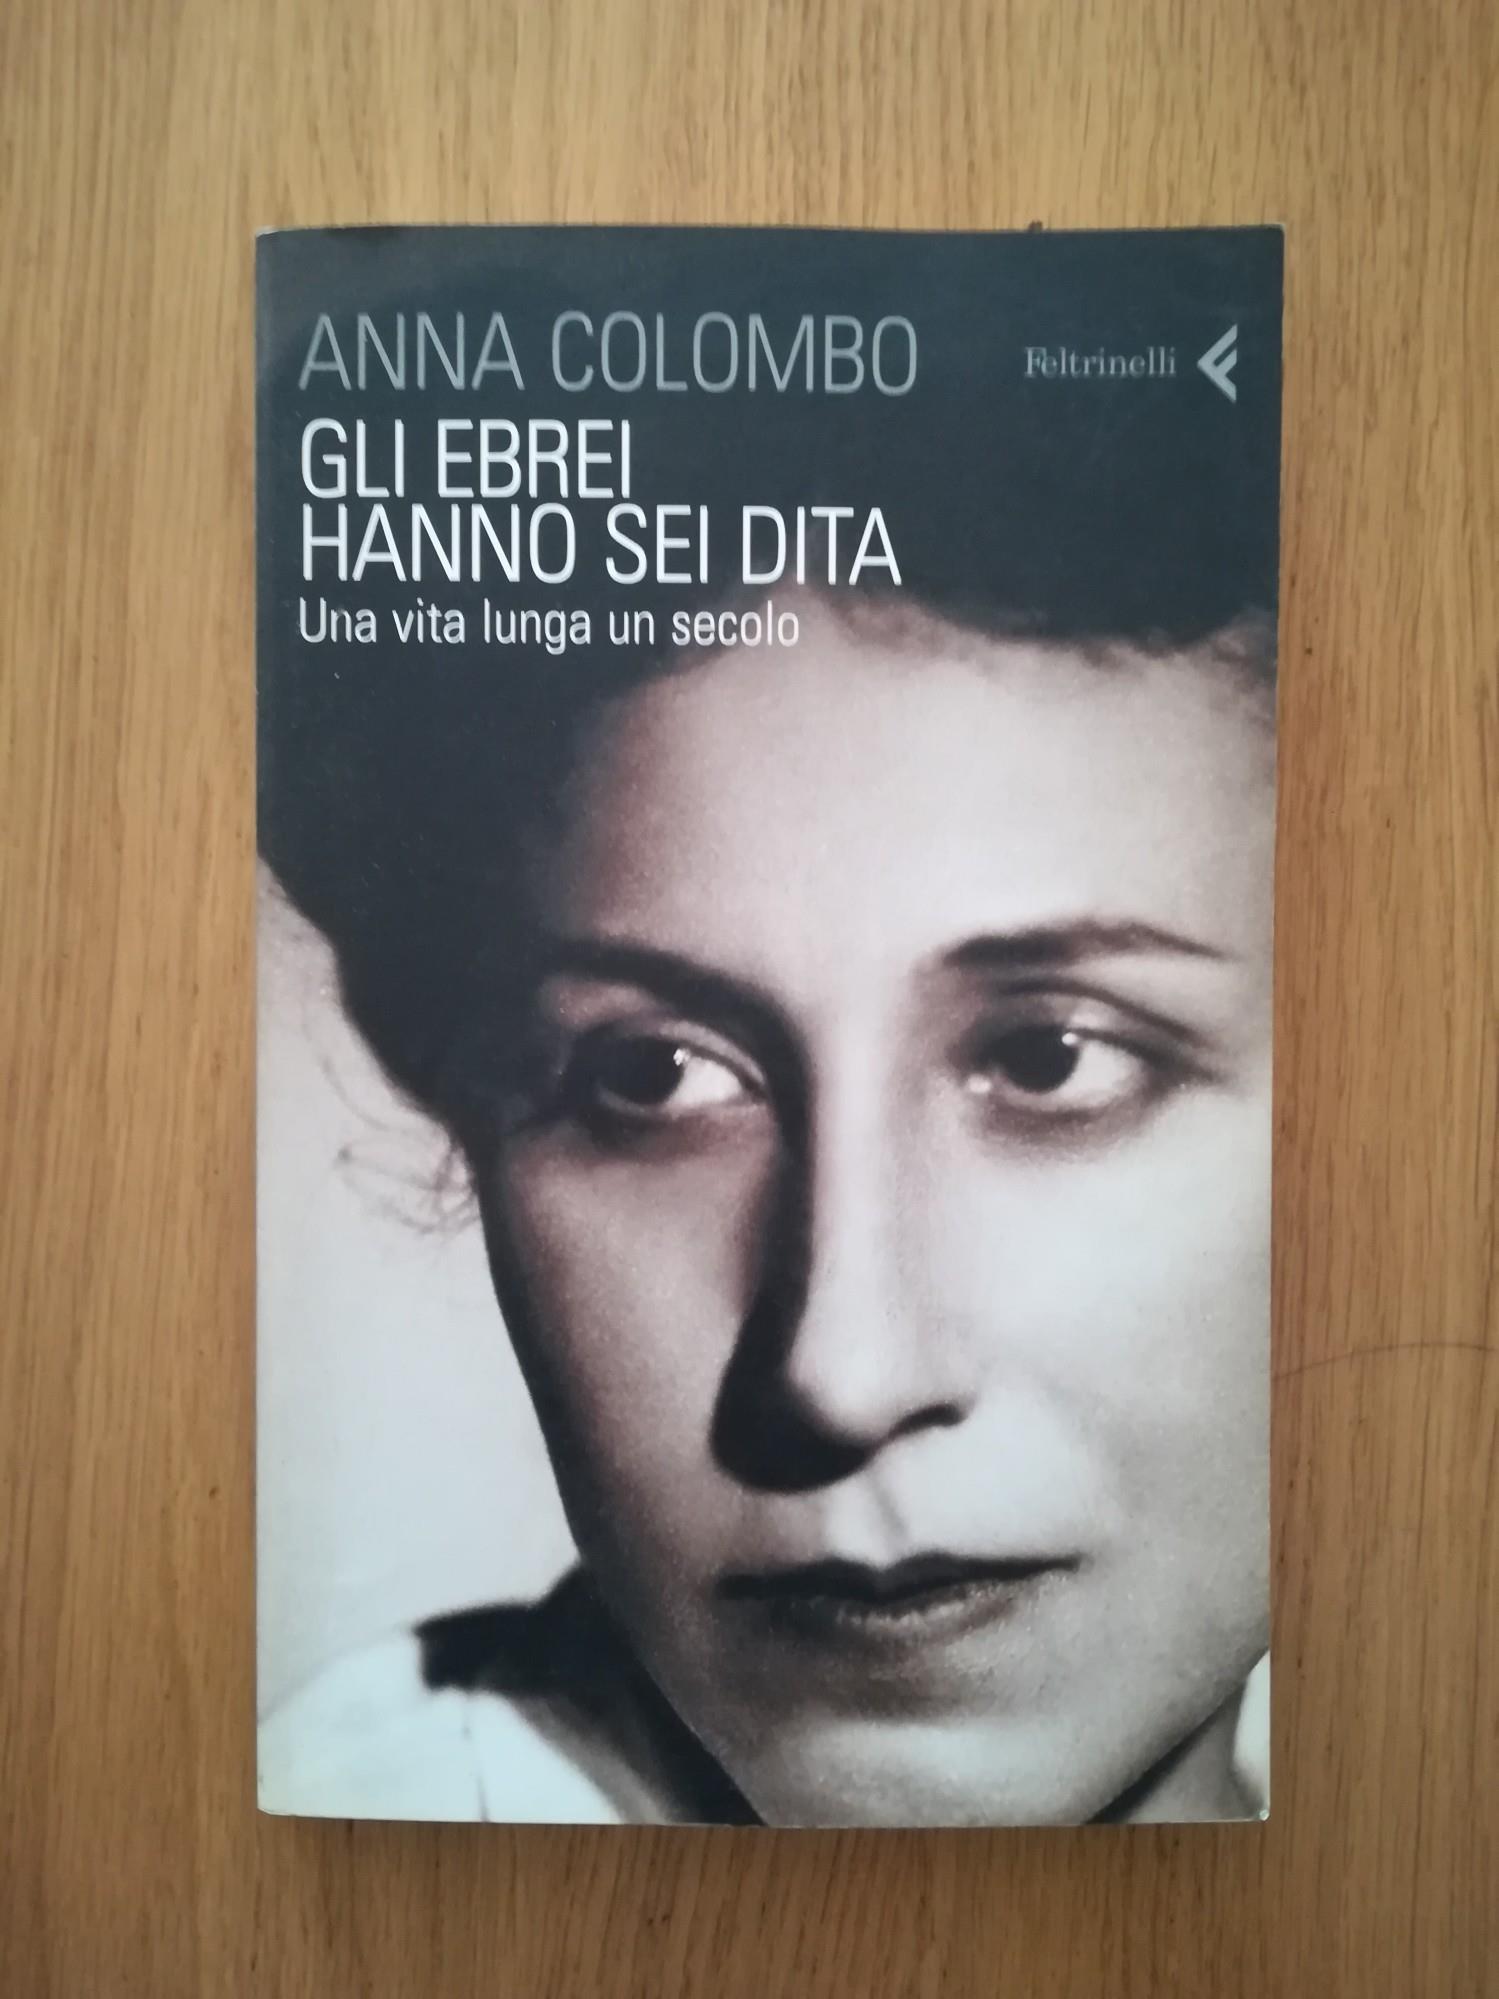 ANNA COLOMBO
Feltrinelli
GLI EBREI
HANNO SEI DITA
Una vita lunga un secolo